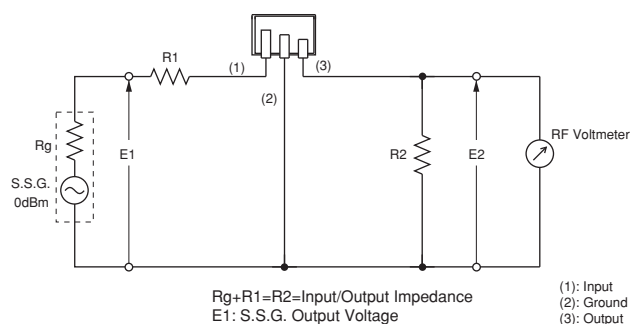 R1
(1)
(3)
(2)
Rg
E1
R2
E2
RF Voltmeter
S.S.G.
0dBm
Rg+R1=R2=Input/Output Impedance
E1: S.S.G. Output Voltage
(1): Input
(2): Ground
(3): Output